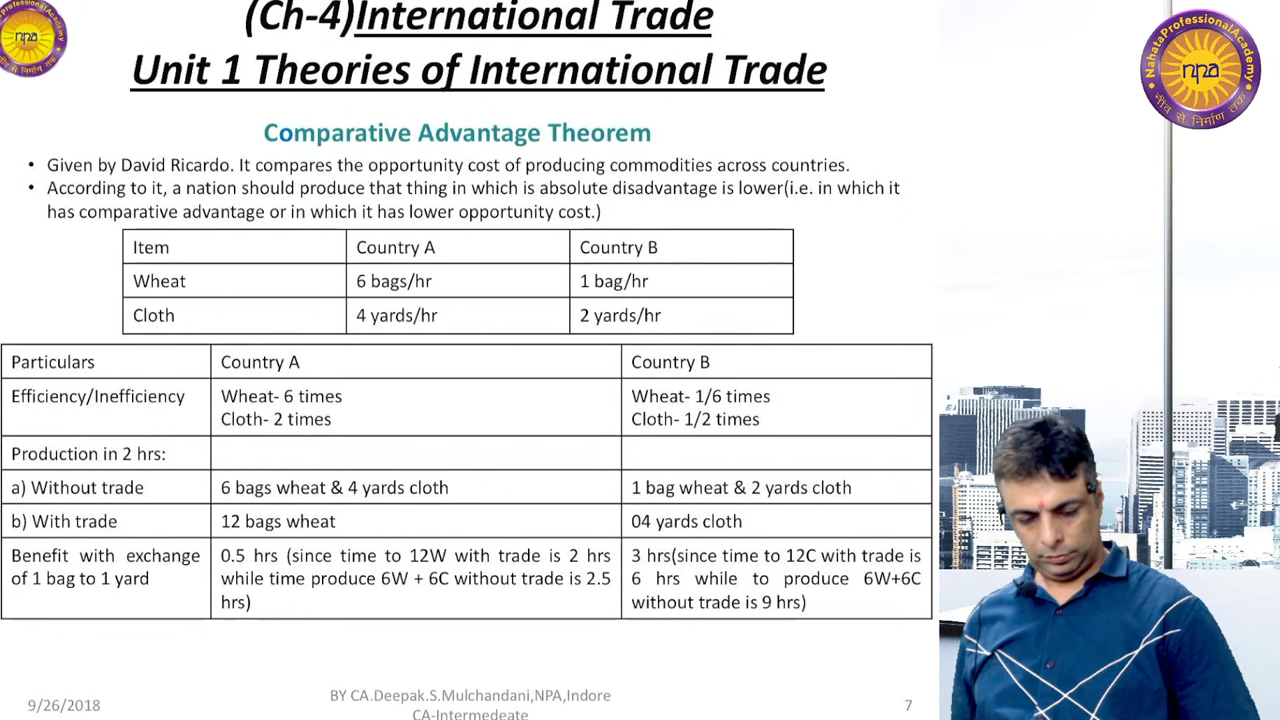 (Ch-4)International Trade
Unit 1 Theories of International Trade
Comparative Advantage Theorem
• Given by David Ricardo. It compares the opportunity cost of producing commodities across countries.
• According to it, a nation should produce that thing in which is absolute disadvantage is lower(i.e. in which it
has comparative advantage or in which it has lower opportunity cost.)
Item Country A Country B
Wheat 6 bags/hr 1 bag/hr
Cloth 4 yards/hr 2 yards/hr
Particulars Country A Country B
Efficiency/Inefficiency Wheat- 6 times Wheat- 1/6 times
Cloth- 2 times Cloth- 1/2 times
Production in 2 hrs:
a) Without trade 6 bags wheat & 4 yards cloth 1 bag wheat & 2 yards cloth
b) With trade 12 bags wheat 04 yards cloth
Benefit with exchange 0.5 hrs (since time to 12W with trade is 2 hrs 3 hrs(since time to 12C with trade is
of 1 bag to 1 yard while time produce 6W + 6C without trade is 2.5 6 hrs while to produce 6W+6C
hrs) without trade is 9 hrs)
9/26/2018 BY CA.Deepak.S.Mulchandani,NPA,Indore 7
CA-Intermedeate
NahataProfessionalAcademy
npa
नींव से निर्माण तक
ProfessionalAcademy
npa
से निर्माण तक